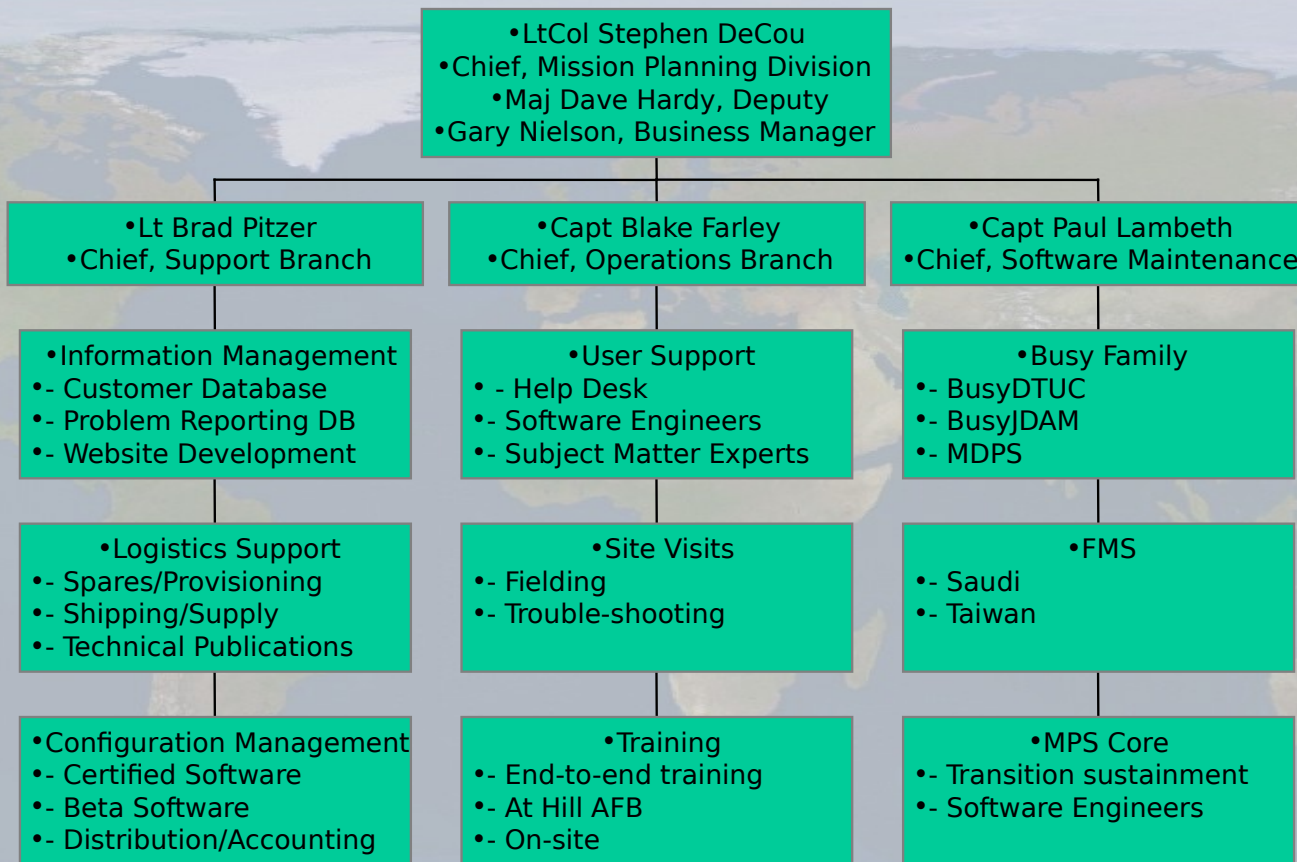 •LtCol Stephen DeCou
•Chief, Mission Planning Division
•Maj Dave Hardy, Deputy
•Gary Nielson, Business Manager
•Lt Brad Pitzer
•Chief, Support Branch
•Capt Blake Farley
•Chief, Operations Branch
•Capt Paul Lambeth
•Chief, Software Maintenance
•Information Management
•- Customer Database
•- Problem Reporting DB
•- Website Development
•User Support
• - Help Desk
•- Software Engineers
•- Subject Matter Experts
•Busy Family
•- BusyDTUC
•- BusyJDAM
•- MDPS
•Logistics Support
•- Spares/Provisioning
•- Shipping/Supply
•- Technical Publications
•Site Visits
•- Fielding
•- Trouble-shooting
•FMS
•- Saudi
•- Taiwan
•Configuration Management
•- Certified Software
•- Beta Software
•- Distribution/Accounting
•Training
•- End-to-end training
•- At Hill AFB
•- On-site
•MPS Core
•- Transition sustainment
•- Software Engineers